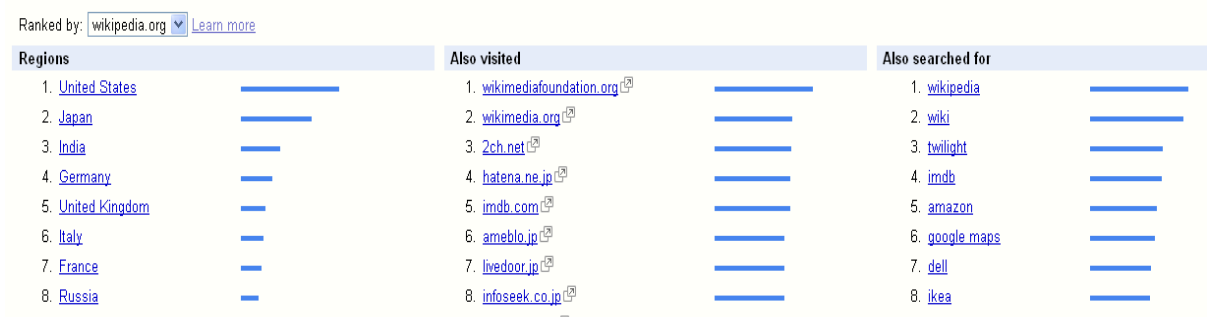 Ranked by: wikipedia.org Learn more
Regions Also visited Also searched for
1. United States 1. wikimediafoundation.org 1. wikipedia
2. Japan 2. wikimedia.org 2. wiki
3. India 3. 2ch.net 3. twilight
4. Germany 4. hatena.ne.jp 4. imdb
5. United Kingdom 5. imdb.com 5. amazon
6. Italy 6. ameblo.jp 6. google maps
7. France 7. livedoor.jp 7. dell
8. Russia 8. infoseek.co.jp 8. ikea